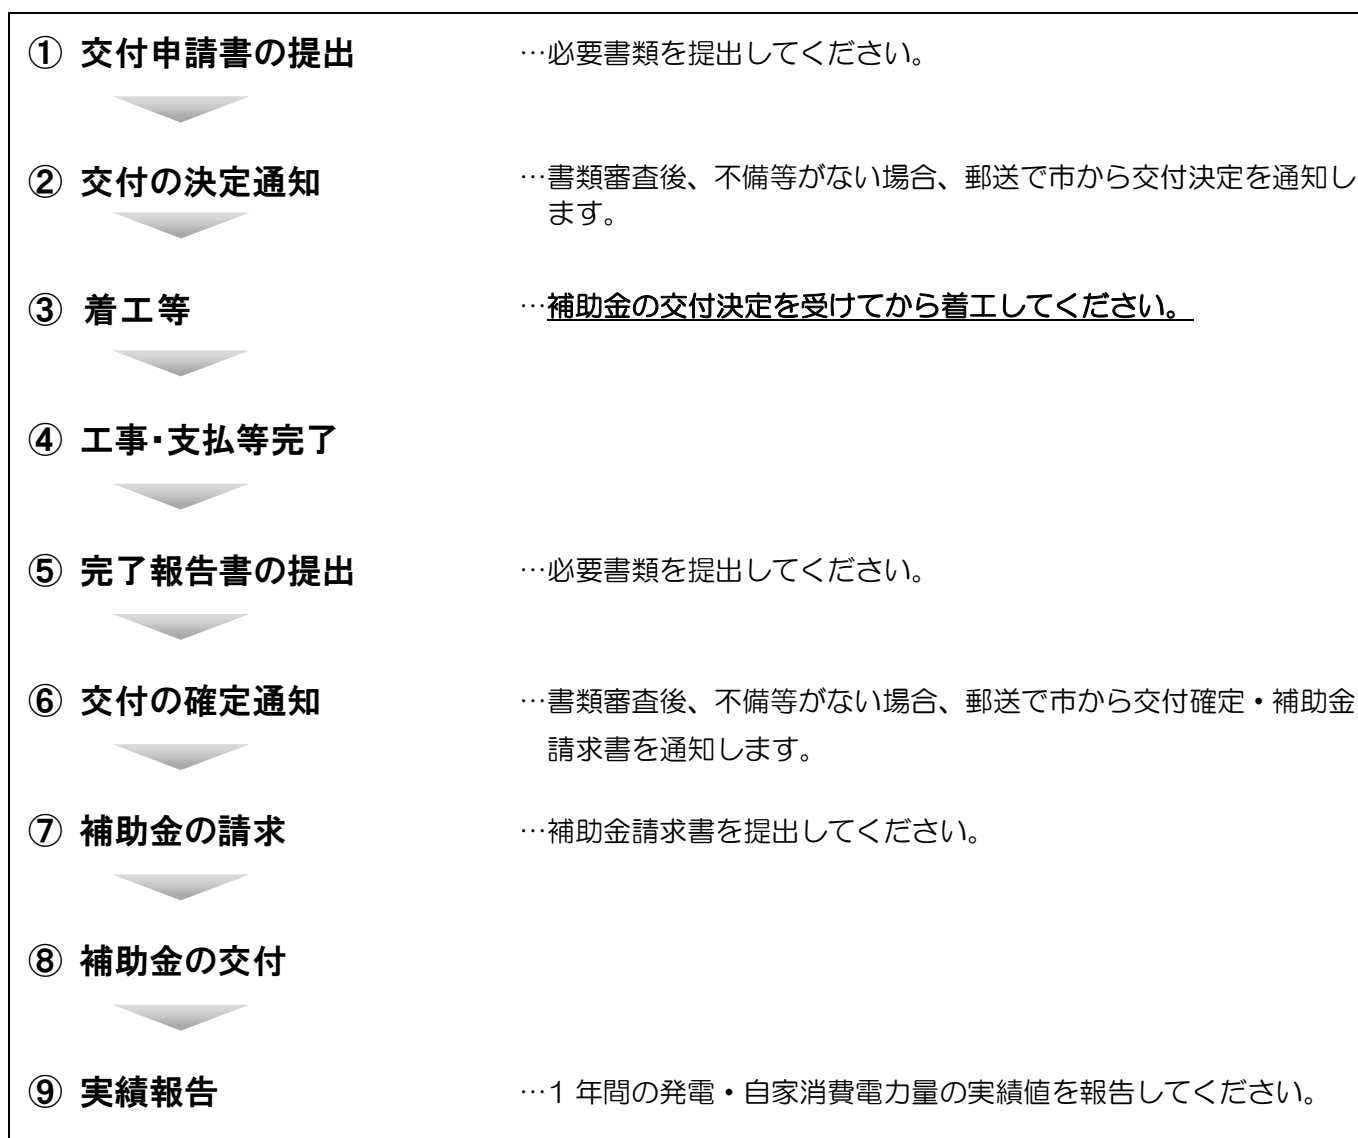 ① 交付申請書の提出 …必要書類を提出してください。
② 交付の決定通知 …書類審査後、不備等がない場合、郵送で市から交付決定を通知し
ます。
③ 着工等 …補助金の交付決定を受けてから着工してください。
④ 工事・支払等完了
⑤ 完了報告書の提出 …必要書類を提出してください。
⑥ 交付の確定通知 …書類審査後、不備等がない場合、郵送で市から交付確定・補助金
請求書を通知します。
⑦ 補助金の請求 …補助金請求書を提出してください。
⑧ 補助金の交付
⑨ 実績報告 …1 年間の発電・自家消費電力量の実績値を報告してください。